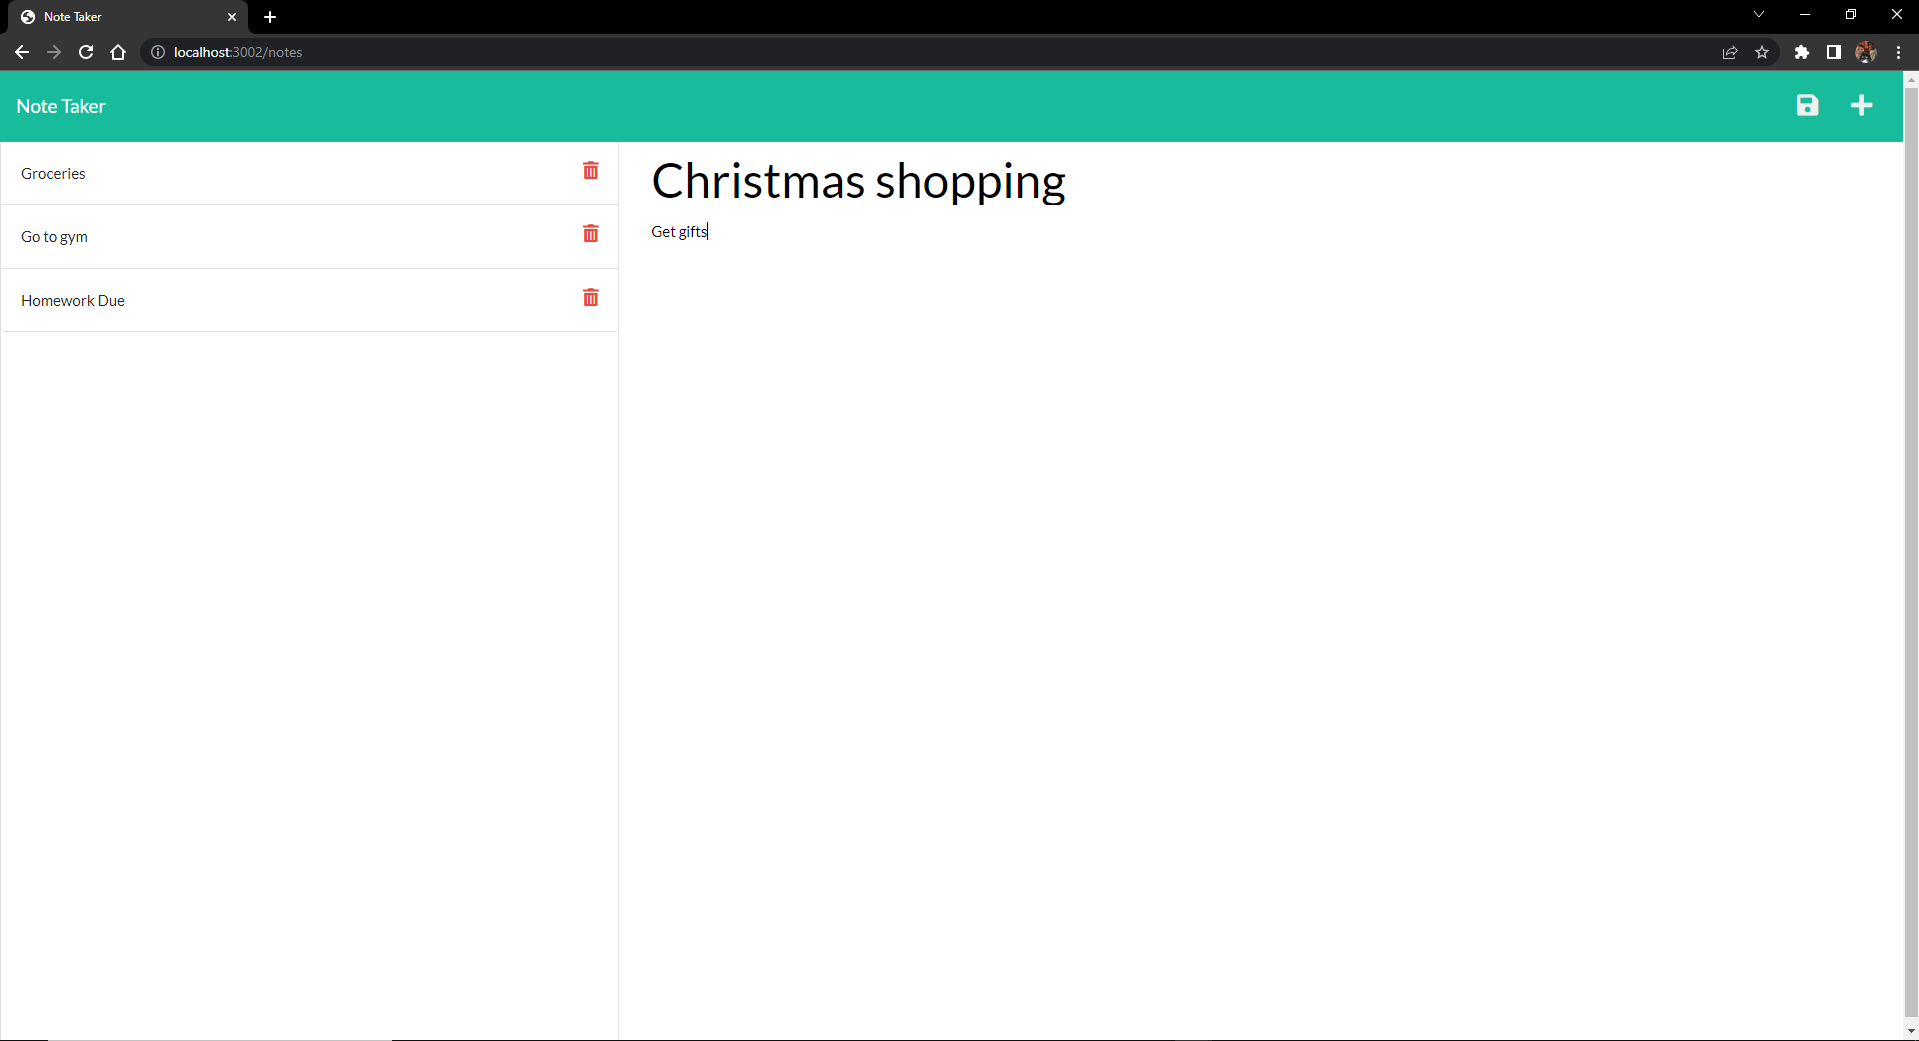 Note Taker
localhost:3002/notes
Note Taker
Groceries
Go to gym
Homework Due
Christmas shopping
Get gifts